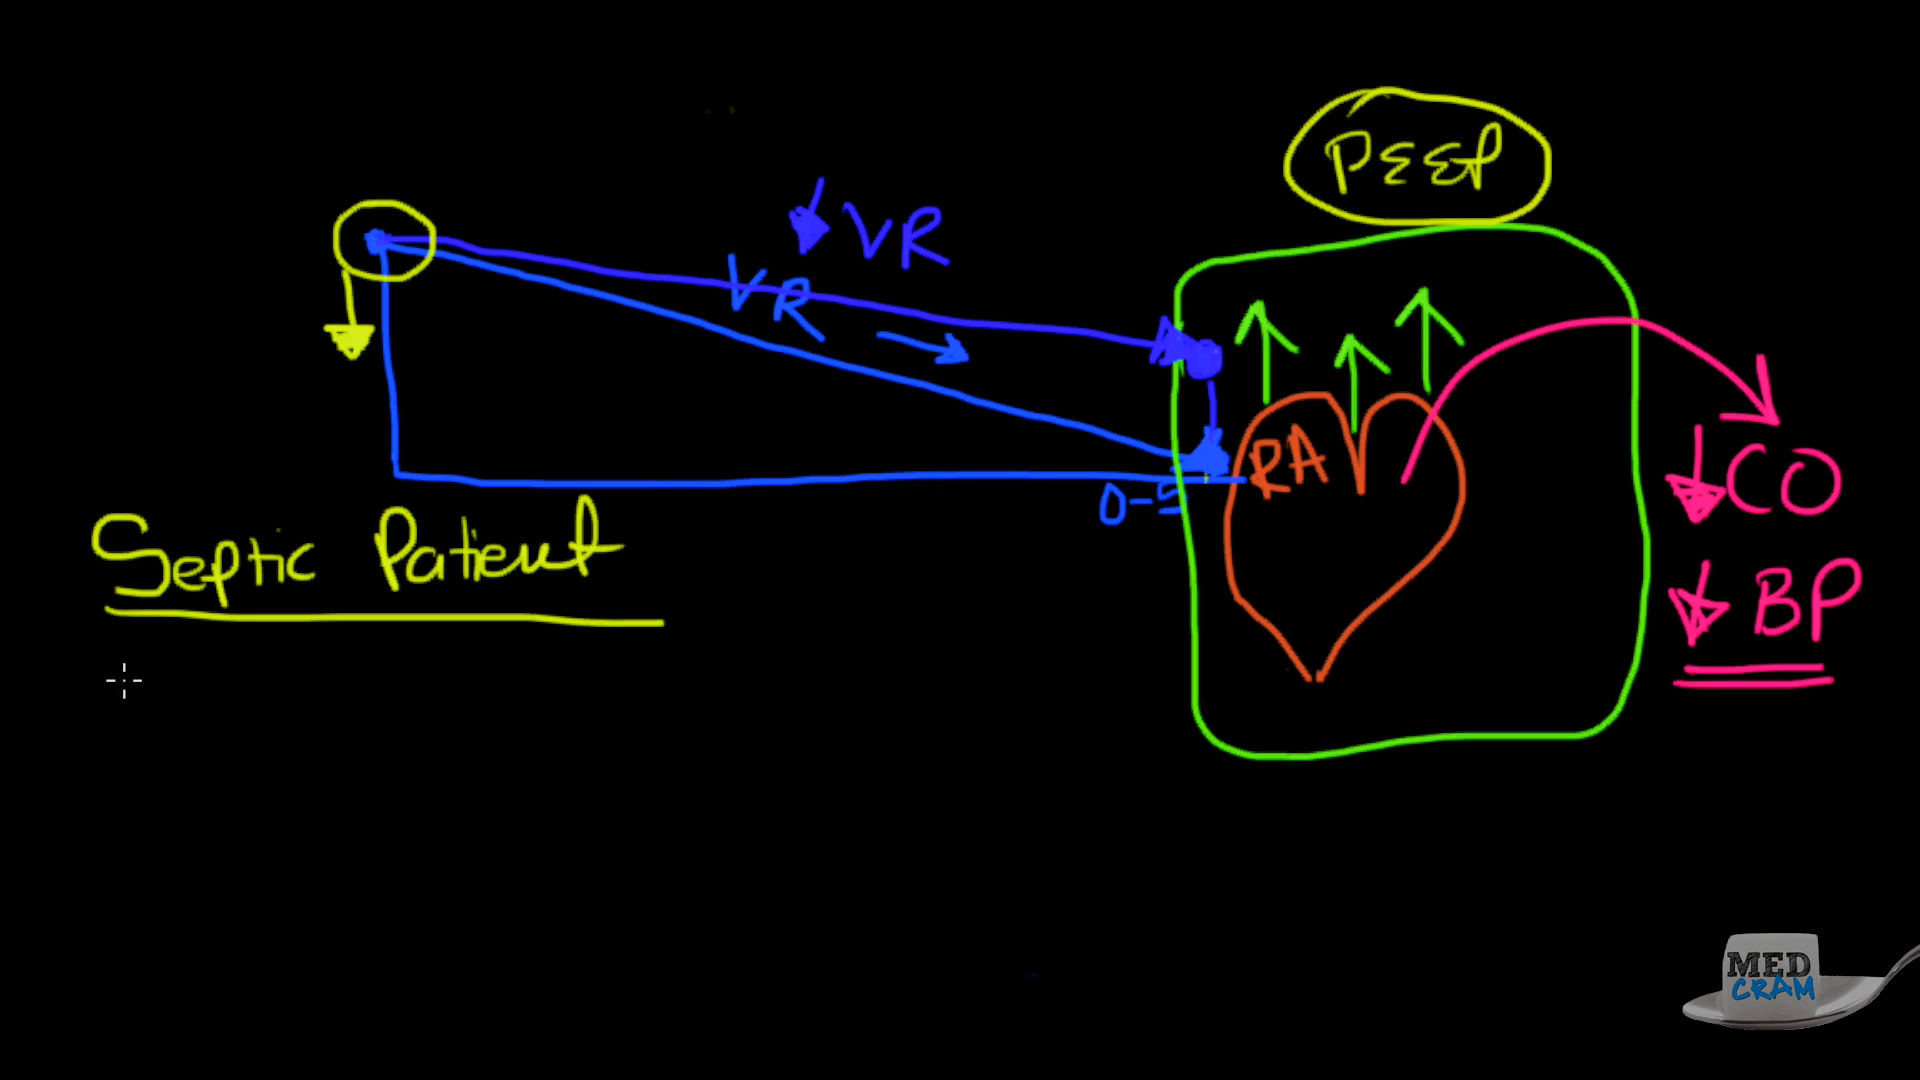 PEEP
↓ VR
VR →
RA
0-5
↓ CO
↓ BP
Septic Patient
MED
CRAM